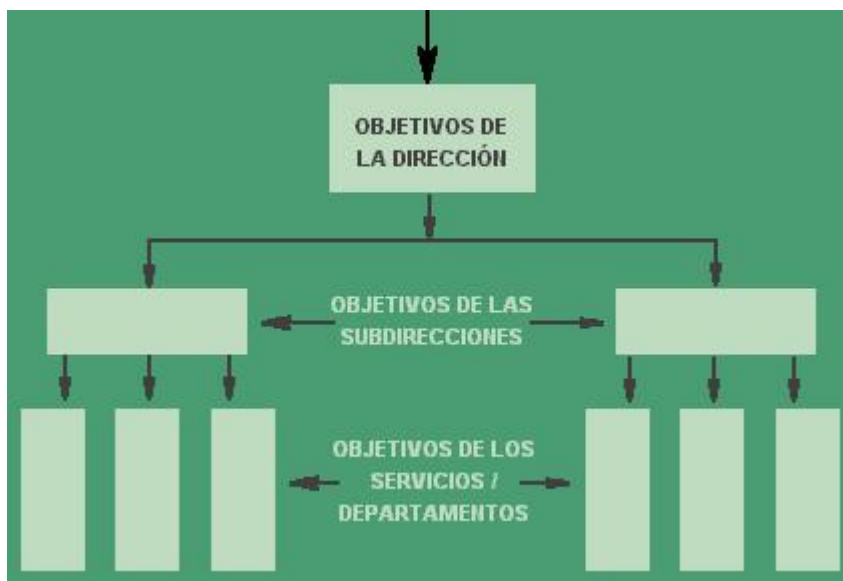 OBJETIVOS DE
LA DIRECCIÓN
OBJETIVOS DE LAS
SUBDIRECCIONES
OBJETIVOS DE LOS
SERVICIOS /
DEPARTAMENTOS